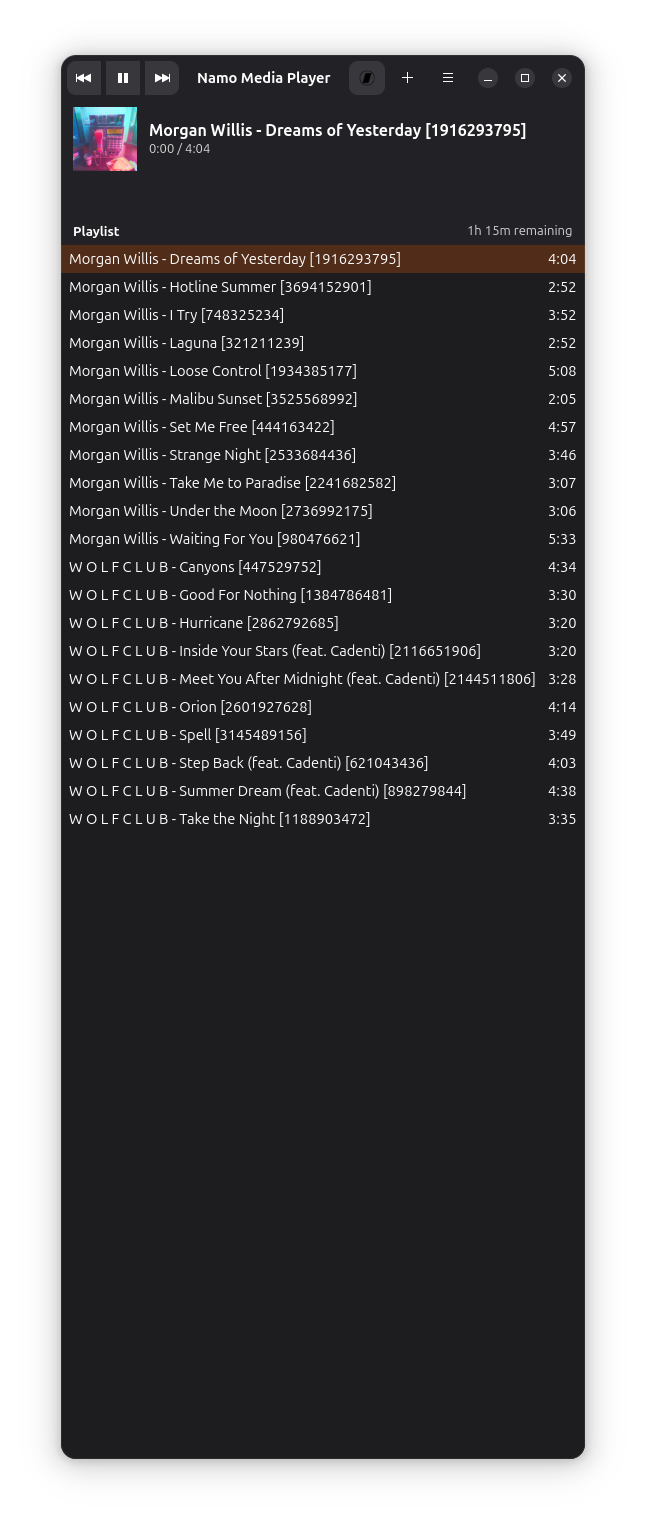 Namo Media Player
Morgan Willis - Dreams of Yesterday [1916293795]
0:00 / 4:04
Playlist 1h 15m remaining
Morgan Willis - Dreams of Yesterday [1916293795] 4:04
Morgan Willis - Hotline Summer [3694152901] 2:52
Morgan Willis - I Try [748325234] 3:52
Morgan Willis - Laguna [321211239] 2:52
Morgan Willis - Loose Control [1934385177] 5:08
Morgan Willis - Malibu Sunset [3525568992] 2:05
Morgan Willis - Set Me Free [444163422] 4:57
Morgan Willis - Strange Night [2533684436] 3:46
Morgan Willis - Take Me to Paradise [2241682582] 3:07
Morgan Willis - Under the Moon [2736992175] 3:06
Morgan Willis - Waiting For You [980476621] 5:33
W O L F C L U B - Canyons [447529752] 4:34
W O L F C L U B - Good For Nothing [1384786481] 3:30
W O L F C L U B - Hurricane [2862792685] 3:20
W O L F C L U B - Inside Your Stars (feat. Cadenti) [2116651906] 3:20
W O L F C L U B - Meet You After Midnight (feat. Cadenti) [2144511806] 3:28
W O L F C L U B - Orion [2601927628] 4:14
W O L F C L U B - Spell [3145489156] 3:49
W O L F C L U B - Step Back (feat. Cadenti) [621043436] 4:03
W O L F C L U B - Summer Dream (feat. Cadenti) [898279844] 4:38
W O L F C L U B - Take the Night [1188903472] 3:35